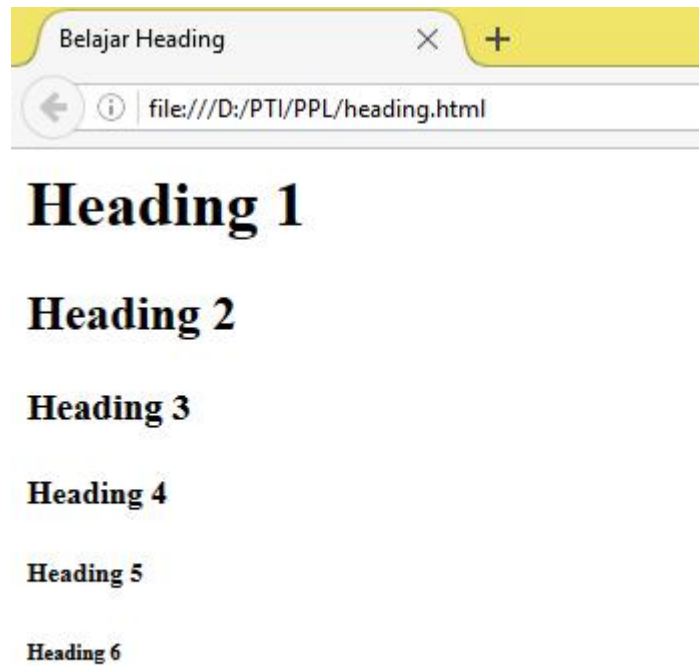 Belajar Heading
file:///D:/PTI/PPL/heading.html
Heading 1
Heading 2
Heading 3
Heading 4
Heading 5
Heading 6